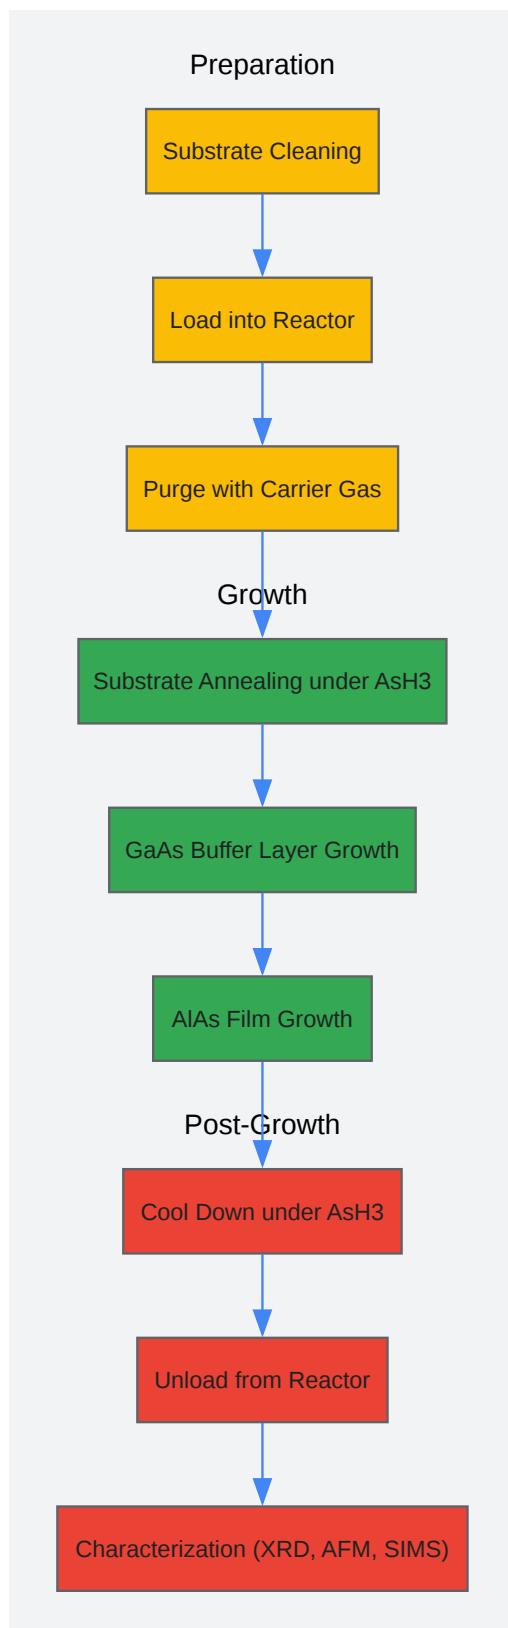 Preparation
Substrate Cleaning
Load into Reactor
Purge with Carrier Gas
Growth
Substrate Annealing under AsH3
GaAs Buffer Layer Growth
AlAs Film Growth
Post-Growth
Cool Down under AsH3
Unload from Reactor
Characterization (XRD, AFM, SIMS)